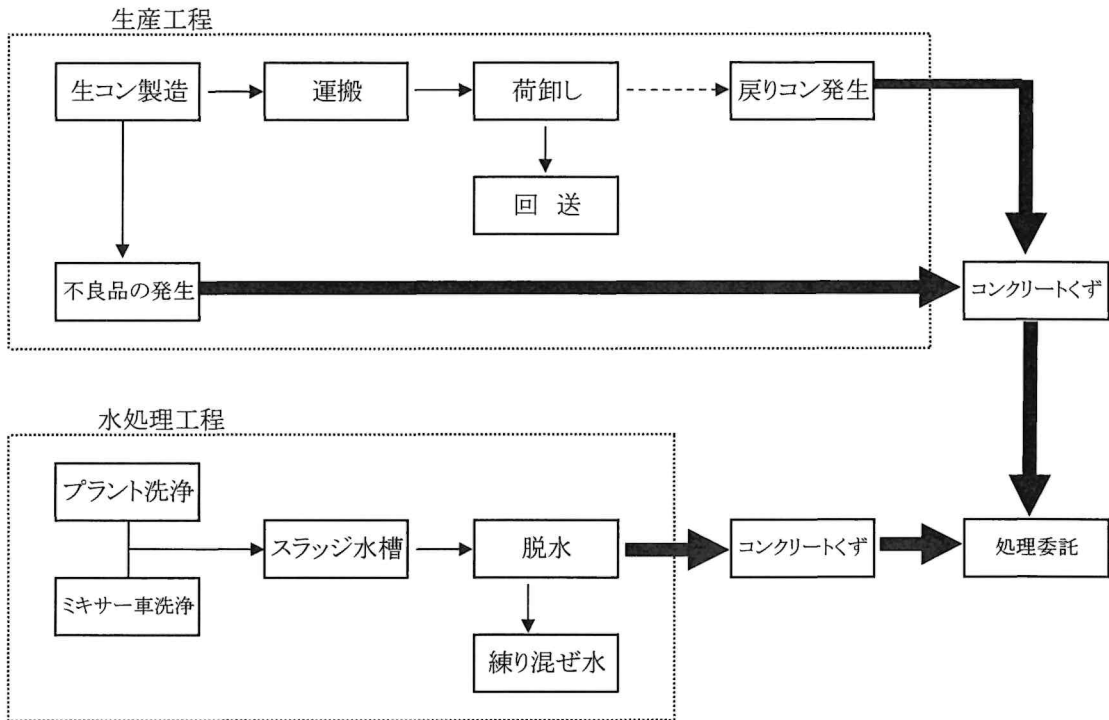 生産工程
生コン製造
運搬
荷卸し
戻りコン発生
回 送
不良品の発生
コンクリートくず
水処理工程
プラント洗浄
スラッジ水槽
脱水
コンクリートくず
処理委託
ミキサー車洗浄
練り混ぜ水